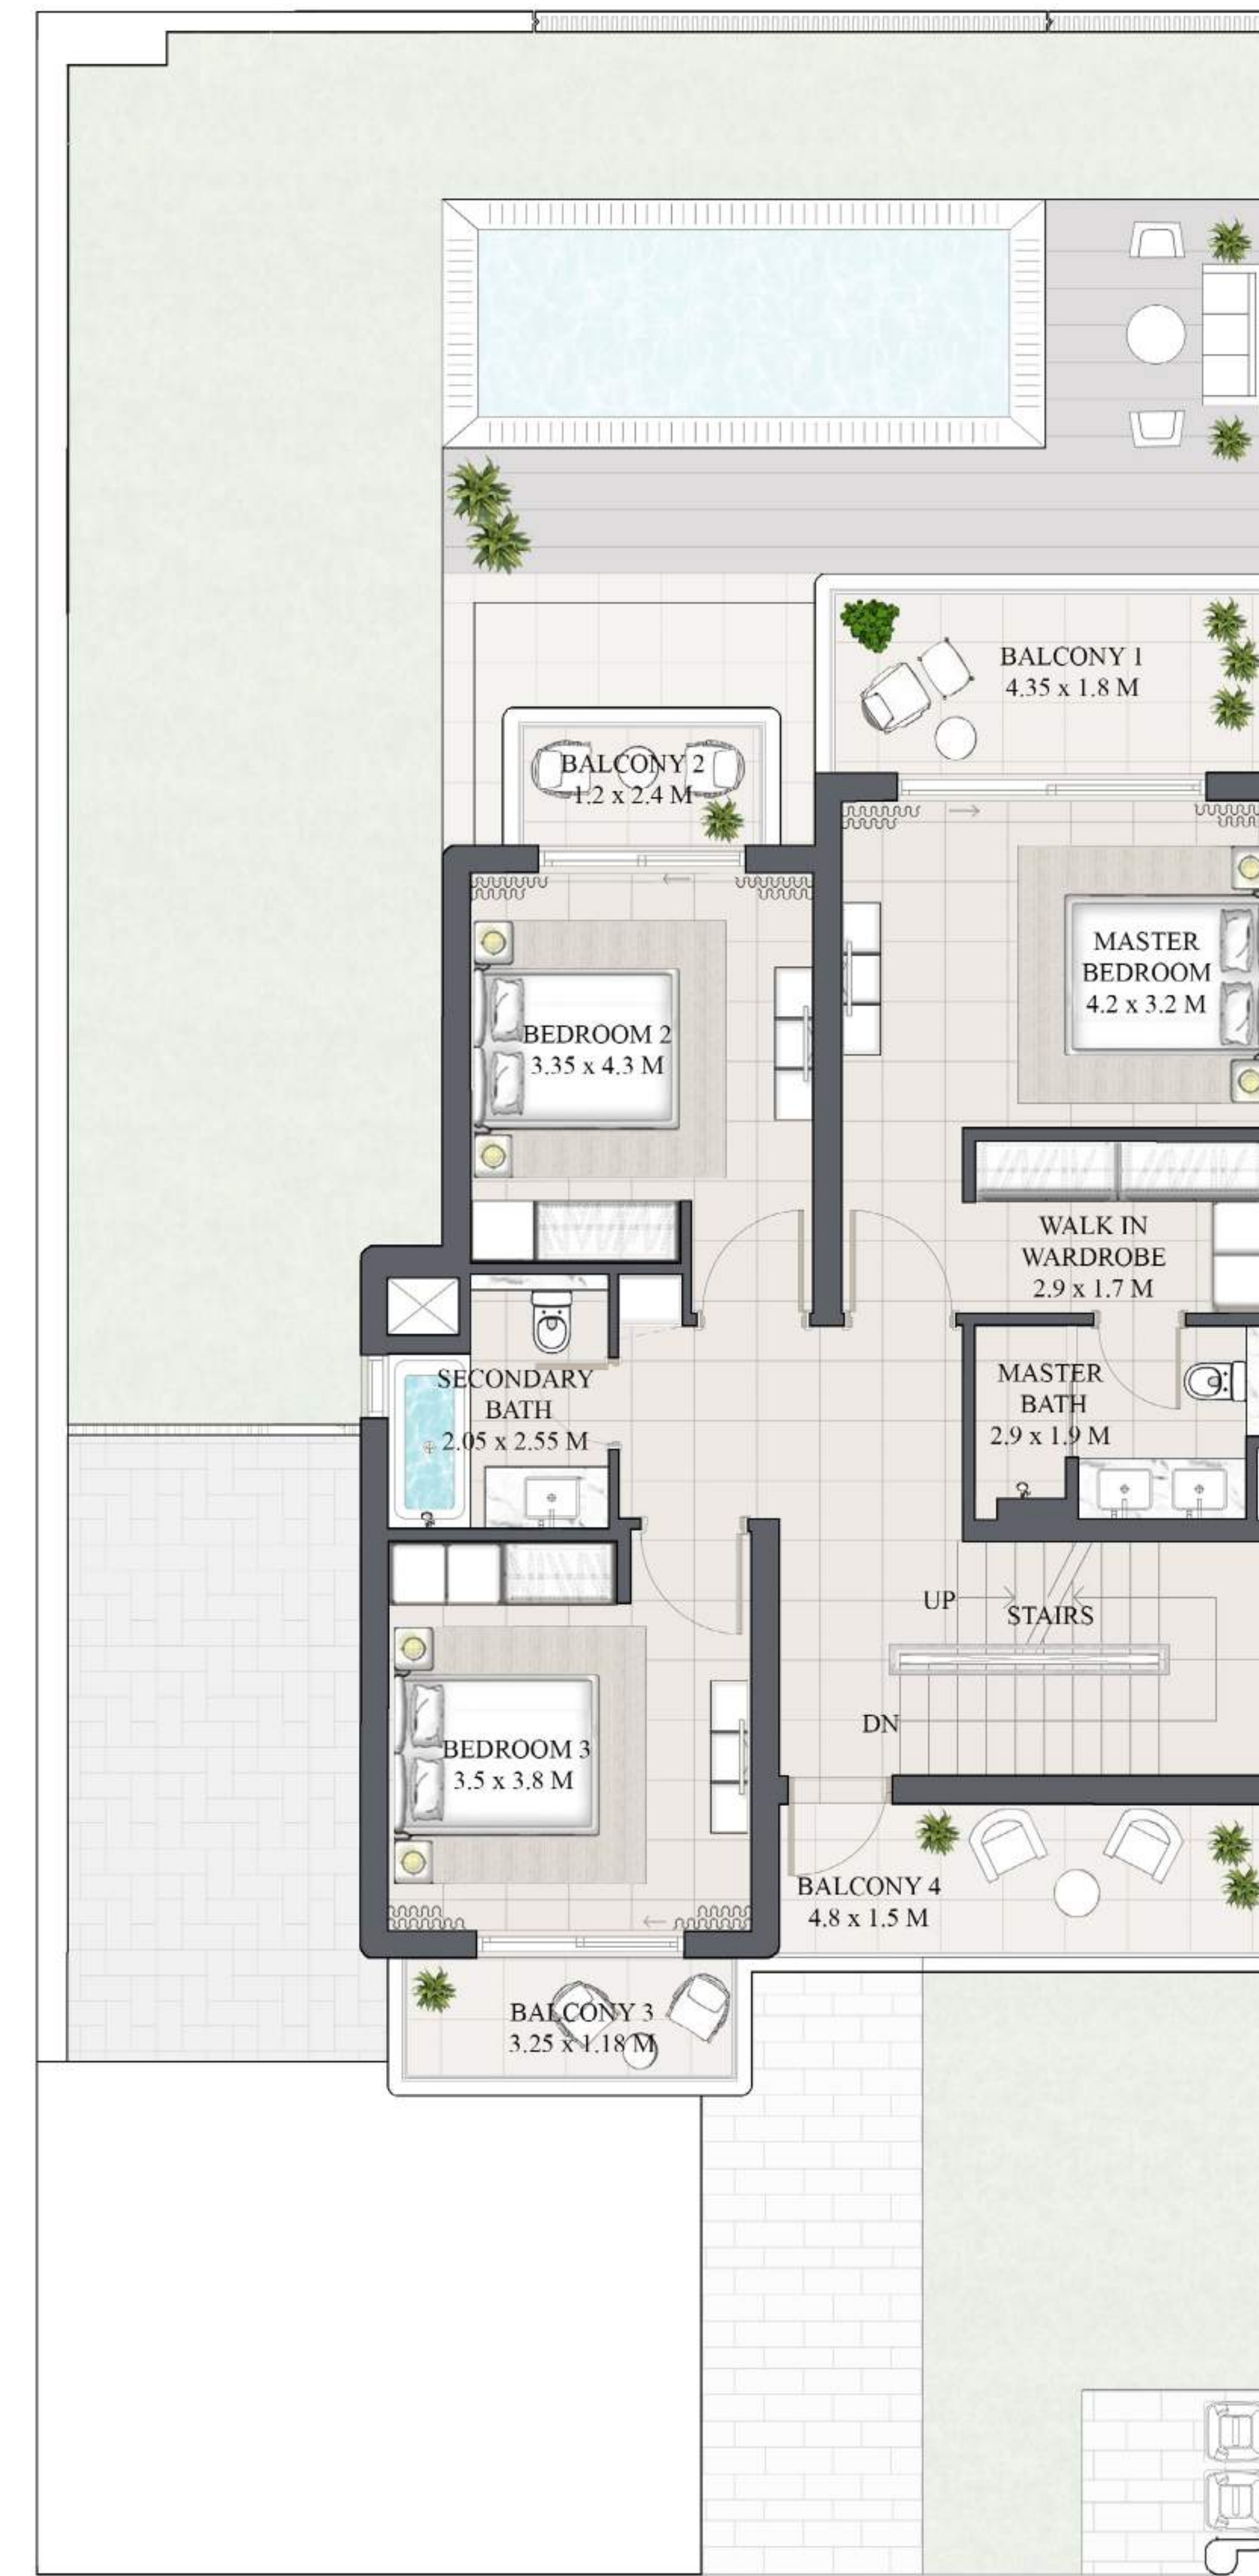 BALCONY 1
4.35 x 1.8 M
BALCONY 2
1.2 x 2.4 M
MASTER
BEDROOM
4.2 x 3.2 M
BEDROOM 2
3.35 x 4.3 M
WALK IN
WARDROBE
2.9 x 1.7 M
SECONDARY
BATH
2.05 x 2.55 M
MASTER
BATH
2.9 x 1.9 M
UP
STAIRS
DN
BEDROOM 3
3.5 x 3.8 M
BALCONY 4
4.8 x 1.5 M
BALCONY 3
3.25 x 1.18 M